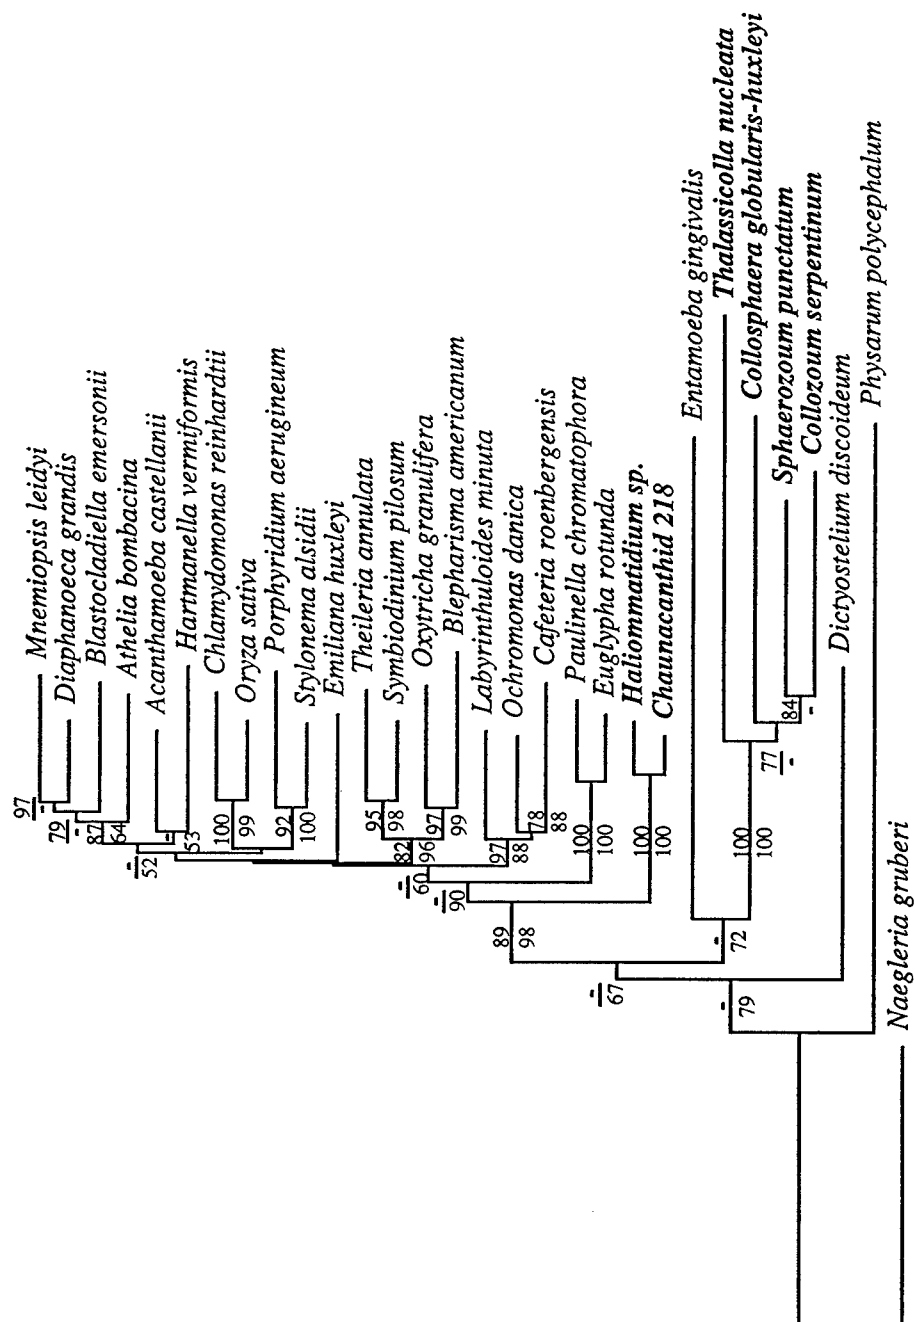 Mnemiopsis leidyi
Diaphanoeca grandis
Blastocladiella emersonii
Athelia bombacina
Acanthamoeba castellanii
Hartmanella vermiformis
Chlamydomonas reinhardtii
Oryza sativa
Porphyridium aerugineum
Stylonema alsidii
Emiliana huxleyi
Theileria annulata
Symbiodinium pilosum
Oxytricha granulifera
Blepharisma americanum
Labyrinthuloides minuta
Ochromonas danica
Cafeteria roenbergensis
Paulinella chromatophora
Euglypha rotunda
Haliommatidium sp.
Chaunacanthid 218
Entamoeba gingivalis
Thalassicolla nucleata
Collosphaera globularis-huxleyi
Sphaerozoum punctatum
Collozoum serpentinum
Dictyostelium discoideum
Physarum polycephalum
Naegleria gruberi
97
-
79
-
87
64
-
52
-
53
100
99
92
100
95
98
82
96
97
99
97
88
78
88
-
60
-
90
100
100
100
100
89
98
-
67
-
72
100
100
77
-
84
-
-
79